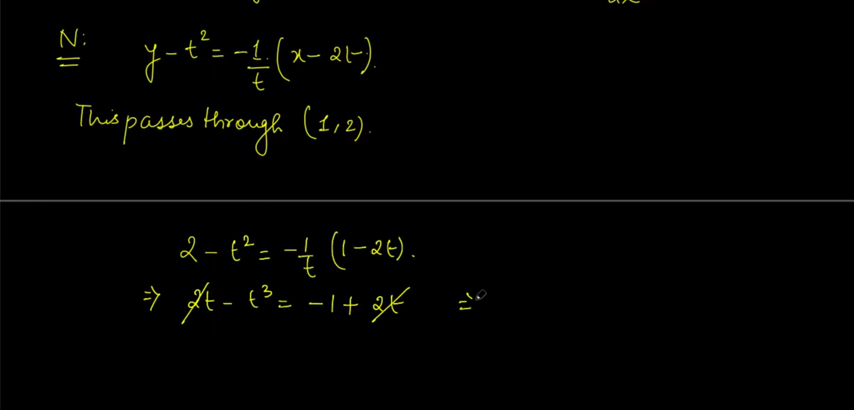 N: y - t² = -1/t (x - 2t).
This passes through (1, 2).
2 - t² = -1/t (1 - 2t).
⇒ 2t - t³ = -1 + 2t ⇒